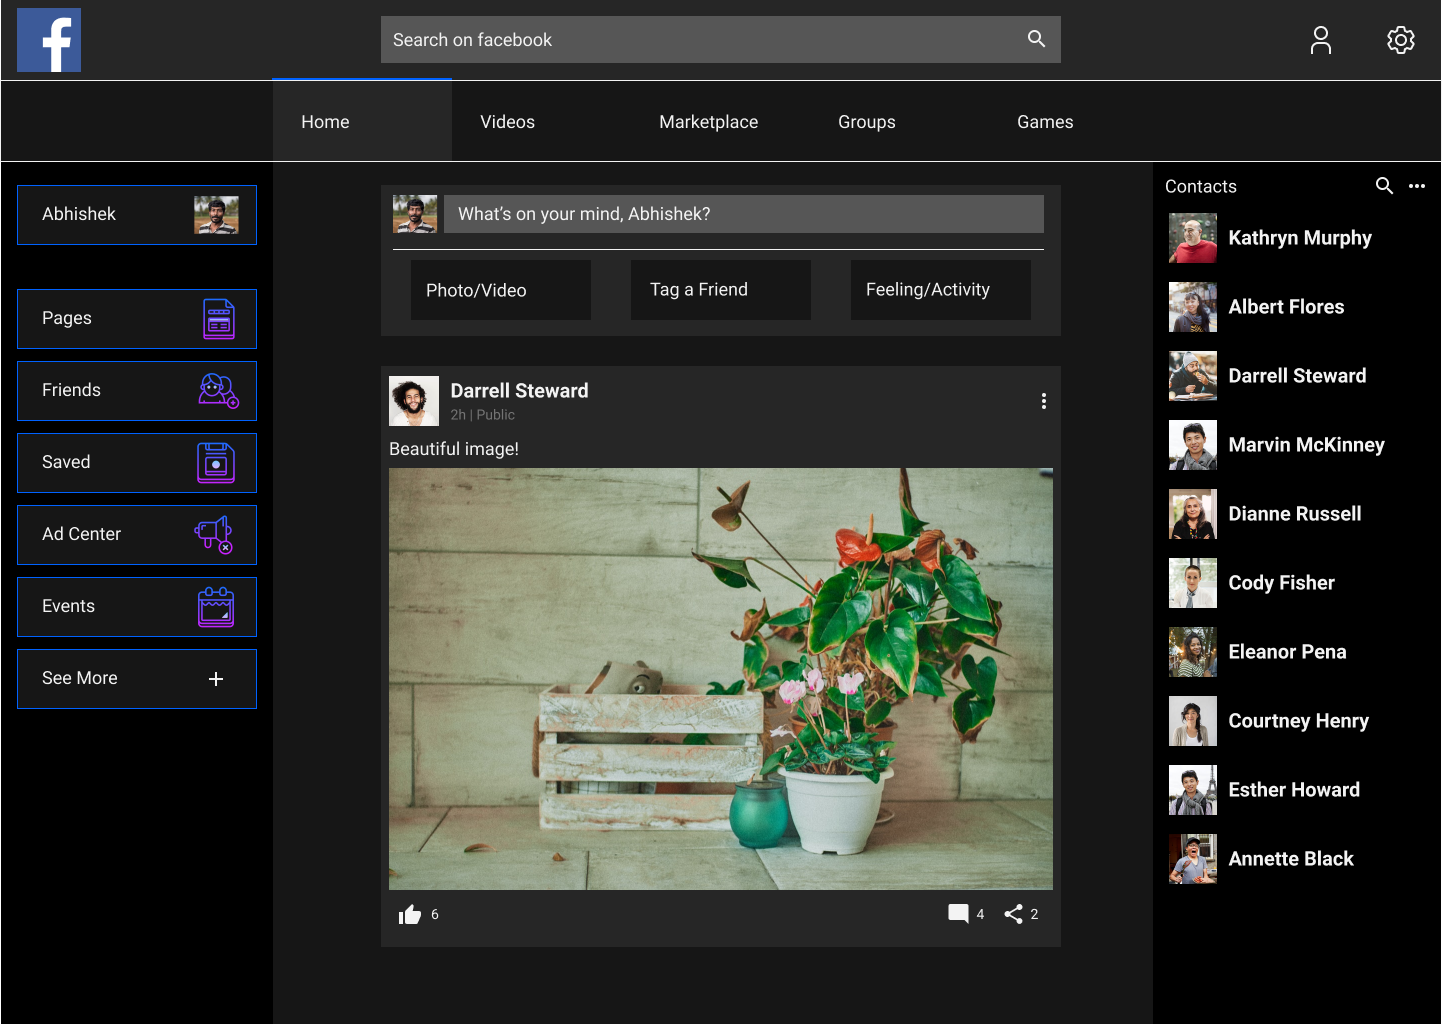 f
Search on facebook
Home
Videos
Marketplace
Groups
Games
Abhishek
Pages
Friends
Saved
Ad Center
Events
See More
What's on your mind, Abhishek?
Photo/Video
Tag a Friend
Feeling/Activity
Darrell Steward
2h | Public
Beautiful image!
6
4
2
Contacts
Kathryn Murphy
Albert Flores
Darrell Steward
Marvin McKinney
Dianne Russell
Cody Fisher
Eleanor Pena
Courtney Henry
Esther Howard
Annette Black